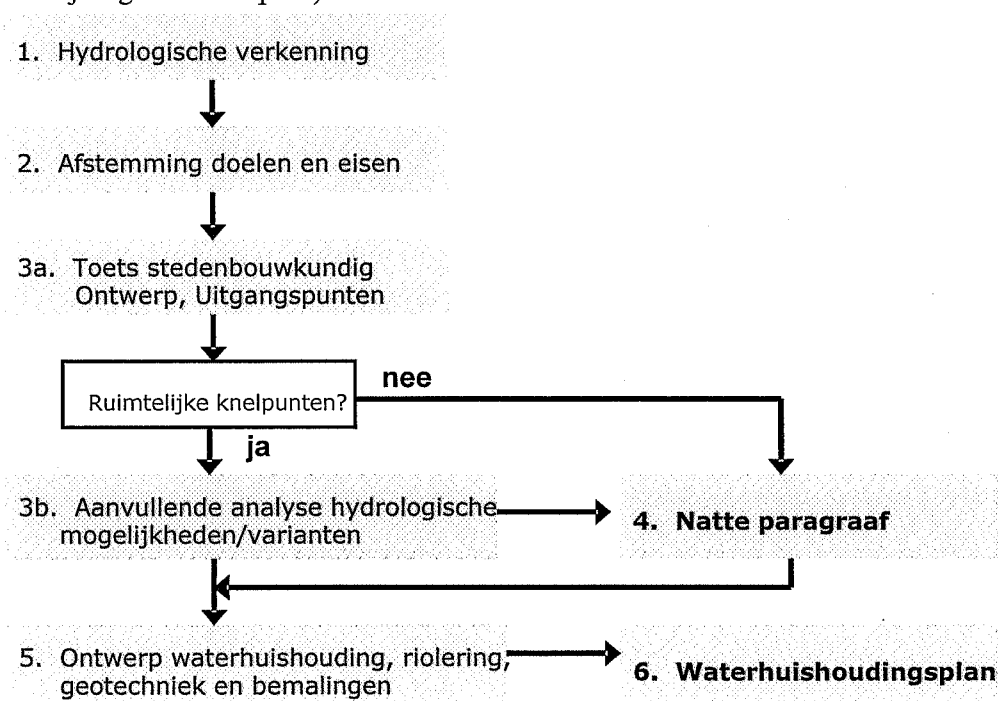 1. Hydrologische verkenning
2. Afstemming doelen en eisen
3a. Toets stedenbouwkundig
Ontwerp, Uitgangspunten
Ruimtelijke knelpunten?
nee
ja
3b. Aanvullende analyse hydrologische
mogelijkheden/varianten
4. Natte paragraaf
5. Ontwerp waterhuishouding, riolering,
geotechniek en bemalingen
6. Waterhuishoudingsplan